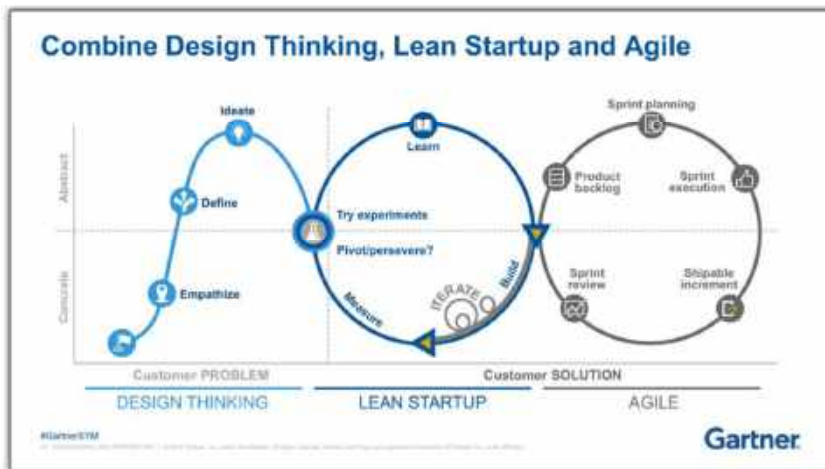 Combine Design Thinking, Lean Startup and Agile
Abstract
Concrete
Ideate
Define
Empathize
Learn
Try experiments
Pivot/persevere?
Measure
ITERATE
Build
Sprint planning
Product
backlog
Sprint
execution
Sprint
review
Shipable
increment
Customer PROBLEM
Customer SOLUTION
DESIGN THINKING
LEAN STARTUP
AGILE
#GartnerSYM
Gartner